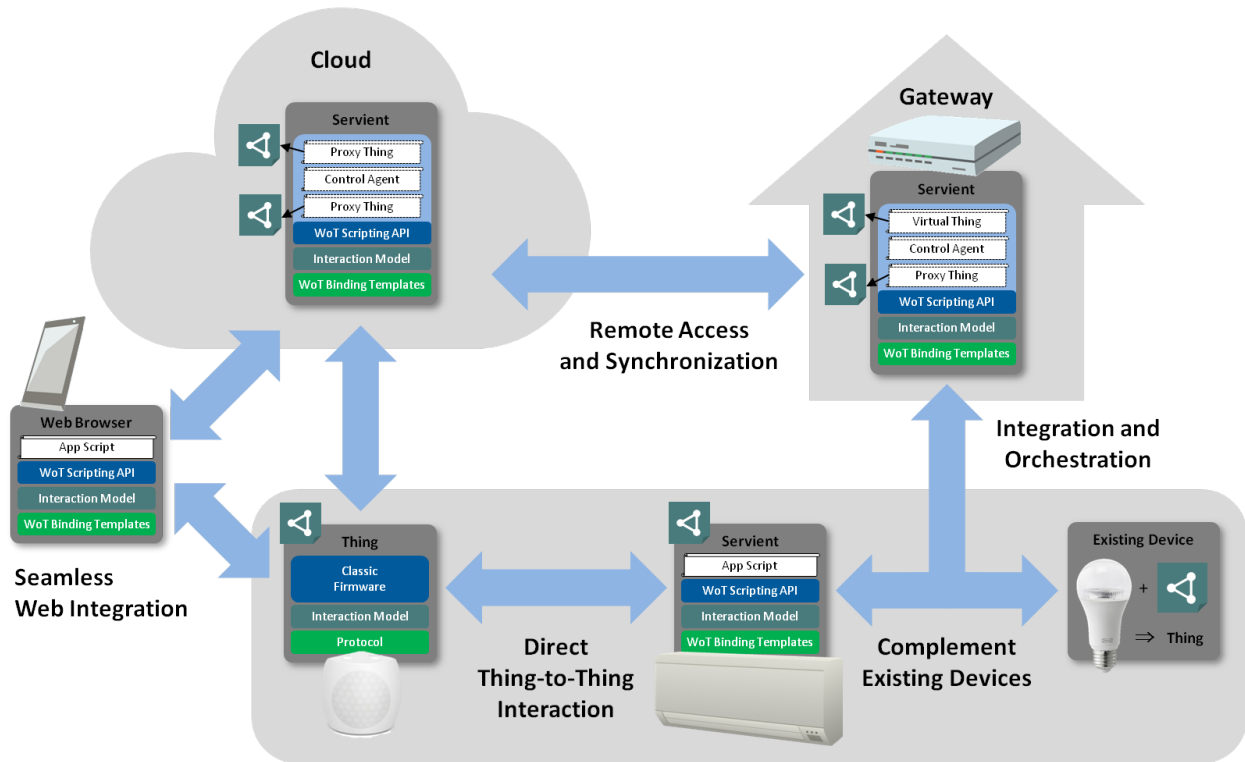 Cloud
Servient
Proxy Thing
Control Agent
Proxy Thing
WoT Scripting API
Interaction Model
WoT Binding Templates
Gateway
Servient
Virtual Thing
Control Agent
Proxy Thing
WoT Scripting API
Interaction Model
WoT Binding Templates
Remote Access
and Synchronization
Web Browser
App Script
WoT Scripting API
Interaction Model
WoT Binding Templates
Seamless
Web Integration
Integration and
Orchestration
Thing
Classic
Firmware
Interaction Model
Protocol
Direct
Thing-to-Thing
Interaction
Servient
App Script
WoT Scripting API
Interaction Model
WoT Binding Templates
Complement
Existing Devices
Existing Device
+
⇒ Thing